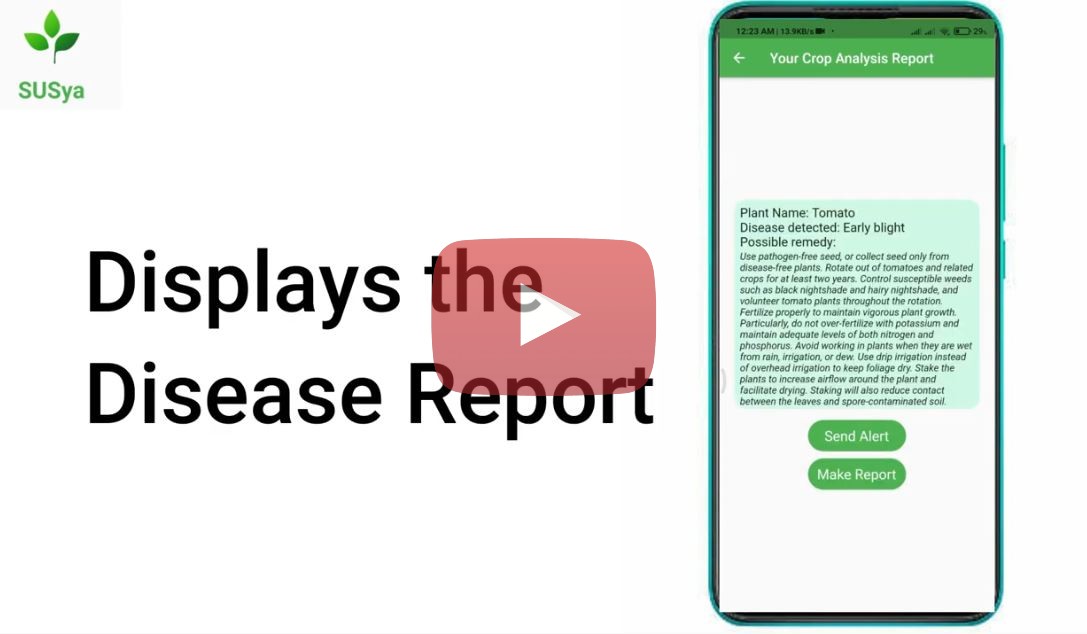 SUSya
Displays the
Disease Report
12:23 AM | 13.9KB/s
29
Your Crop Analysis Report
Plant Name: Tomato
Disease detected: Early blight
Possible remedy:
Use pathogen-free seed, or collect seed only from
disease-free plants. Rotate out of tomatoes and related
crops for at least two years. Control susceptible weeds
such as black nightshade and hairy nightshade, and
volunteer tomato plants throughout the rotation.
Fertilize properly to maintain vigorous plant growth.
Particularly, do not over-fertilize with potassium and
maintain adequate levels of both nitrogen and
phosphorus. Avoid working in plants when they are wet
from rain, irrigation, or dew. Use drip irrigation instead
of overhead irrigation to keep foliage dry. Stake the
plants to increase airflow around the plant and
facilitate drying. Staking will also reduce contact
between the leaves and spore-contaminated soil.
Send Alert
Make Report